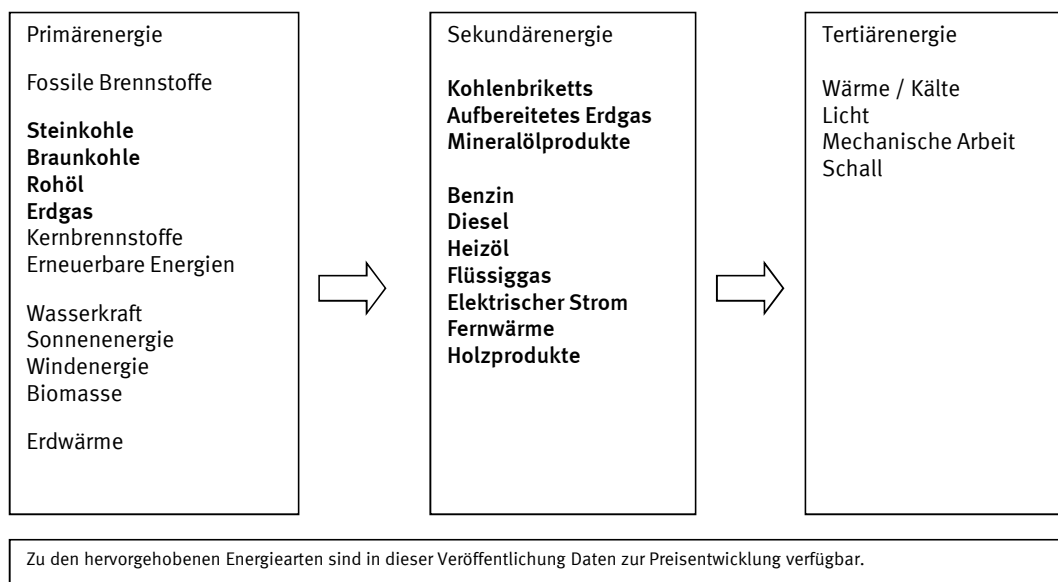 Primärenergie
Fossile Brennstoffe
Steinkohle
Braunkohle
Rohöl
Erdgas
Kernbrennstoffe
Erneuerbare Energien
Wasserkraft
Sonnenenergie
Windenergie
Biomasse
Erdwärme
Sekundärenergie
Kohlenbriketts
Aufbereitetes Erdgas
Mineralölprodukte
Benzin
Diesel
Heizöl
Flüssiggas
Elektrischer Strom
Fernwärme
Holzprodukte
Tertiärenergie
Wärme / Kälte
Licht
Mechanische Arbeit
Schall
Zu den hervorgehobenen Energiearten sind in dieser Veröffentlichung Daten zur Preisentwicklung verfügbar.